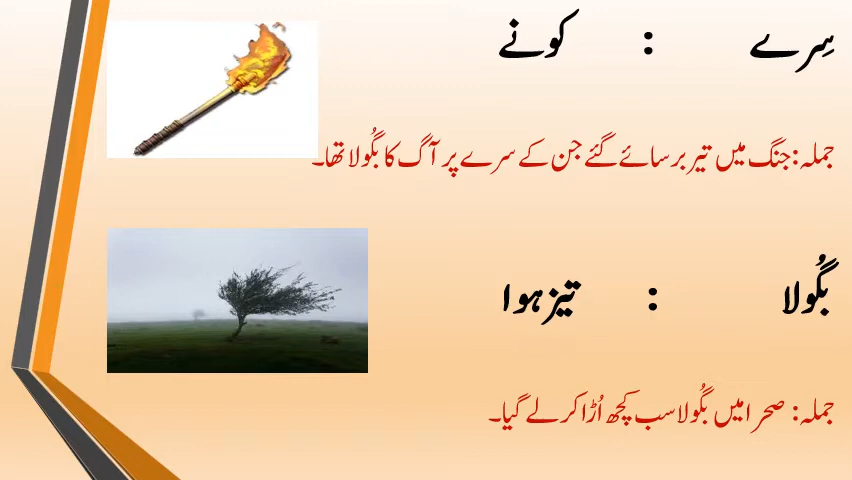 سِرے : کونے
جملہ: جنگ میں تیر برسائے گئے جن کے سرے پر آگ کا بگُولا تھا۔
بگُولا : تیز ہوا
جملہ: صحرا میں بگُولا سب کچھ اُڑا کر لے گیا۔